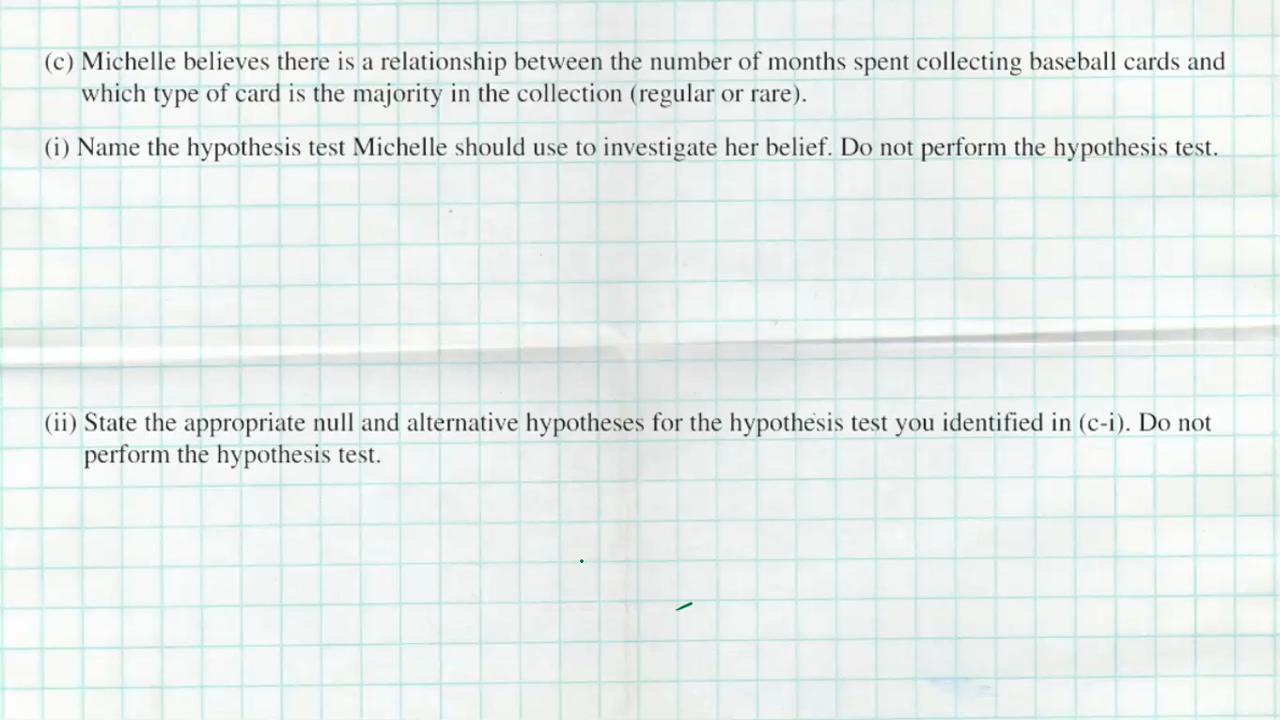 (c) Michelle believes there is a relationship between the number of months spent collecting baseball cards and
which type of card is the majority in the collection (regular or rare).
(i) Name the hypothesis test Michelle should use to investigate her belief. Do not perform the hypothesis test.
(ii) State the appropriate null and alternative hypotheses for the hypothesis test you identified in (c-i). Do not
perform the hypothesis test.